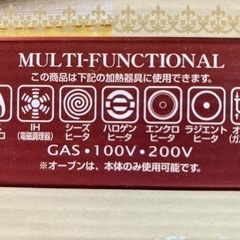 MULTI-FUNCTIONAL
この商品は下記の加熱器具に使用できます。
IH シーズ ハロゲン エンクロ ラジエント
(電磁調理器) ヒータ ヒータ ヒータ ヒータ
GAS・100V・200V
※オーブンは、本体のみ使用可能です。